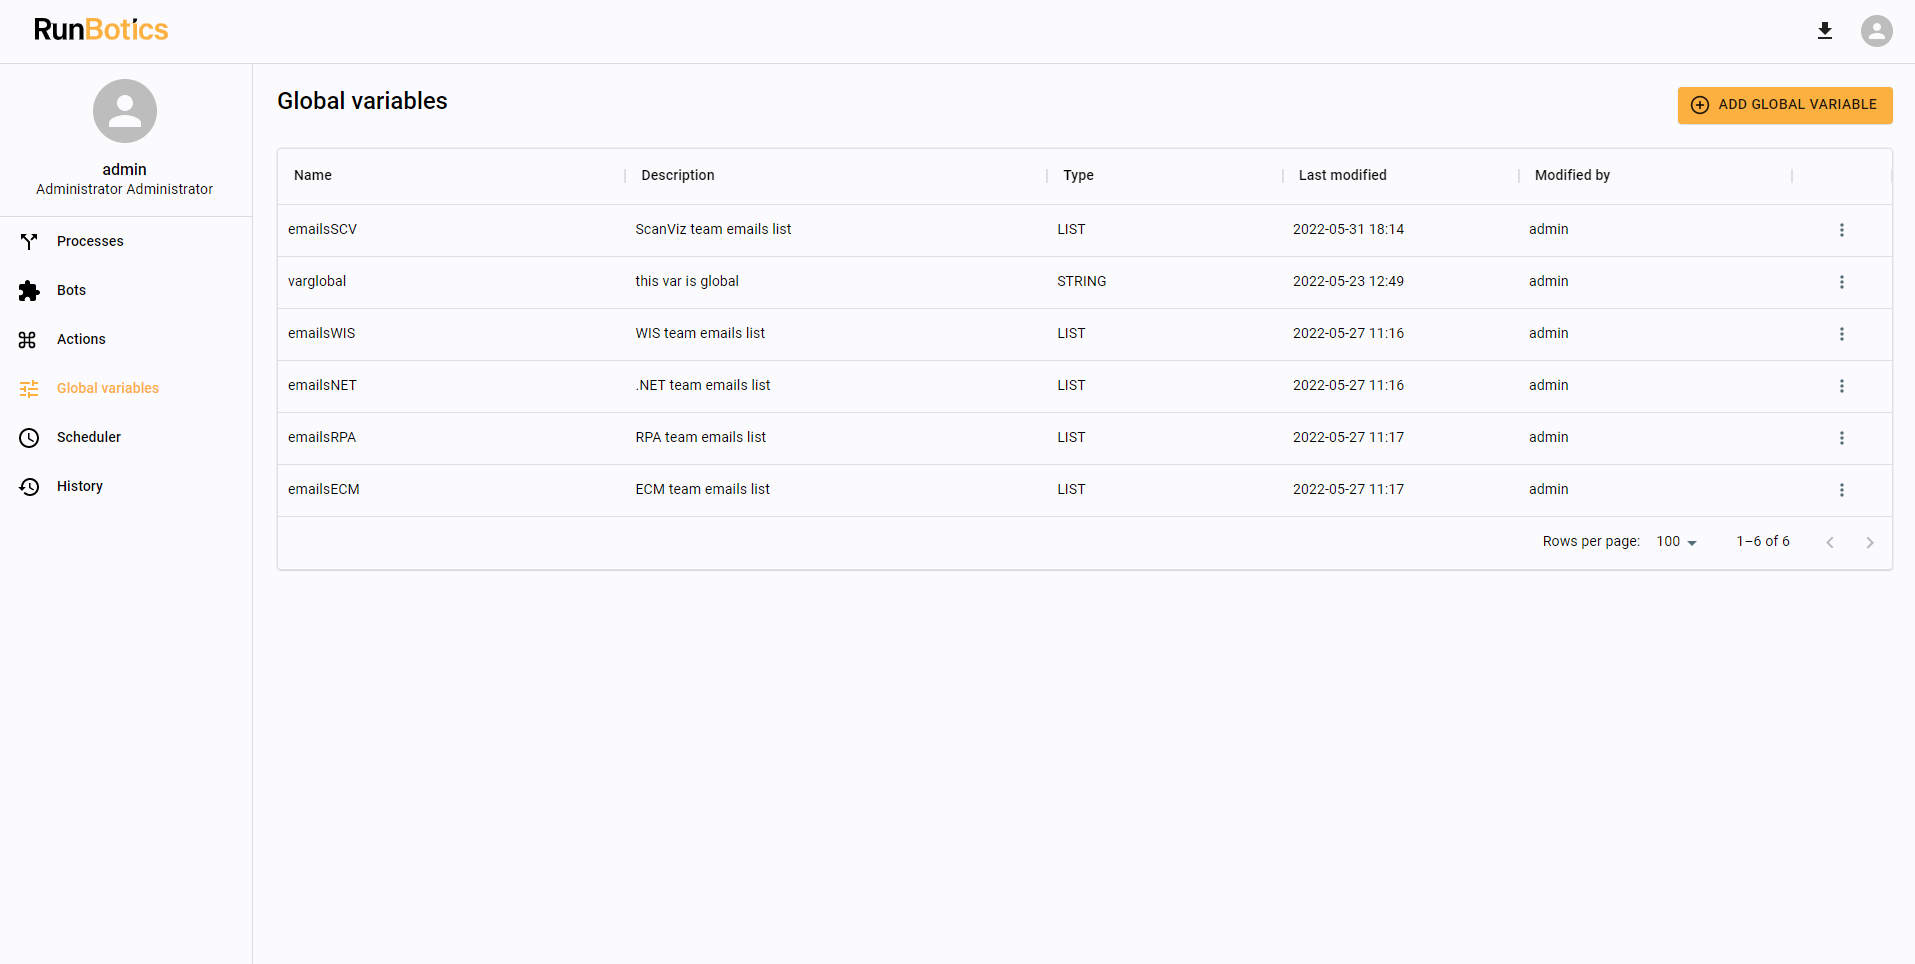 RunBotics
admin
Administrator Administrator
Processes
Bots
Actions
Global variables
Scheduler
History
Global variables
ADD GLOBAL VARIABLE
Name Description Type Last modified Modified by
emailsSCV ScanViz team emails list LIST 2022-05-31 18:14 admin
varglobal this var is global STRING 2022-05-23 12:49 admin
emailsWIS WIS team emails list LIST 2022-05-27 11:16 admin
emailsNET .NET team emails list LIST 2022-05-27 11:16 admin
emailsRPA RPA team emails list LIST 2022-05-27 11:17 admin
emailsECM ECM team emails list LIST 2022-05-27 11:17 admin
Rows per page: 100 1–6 of 6